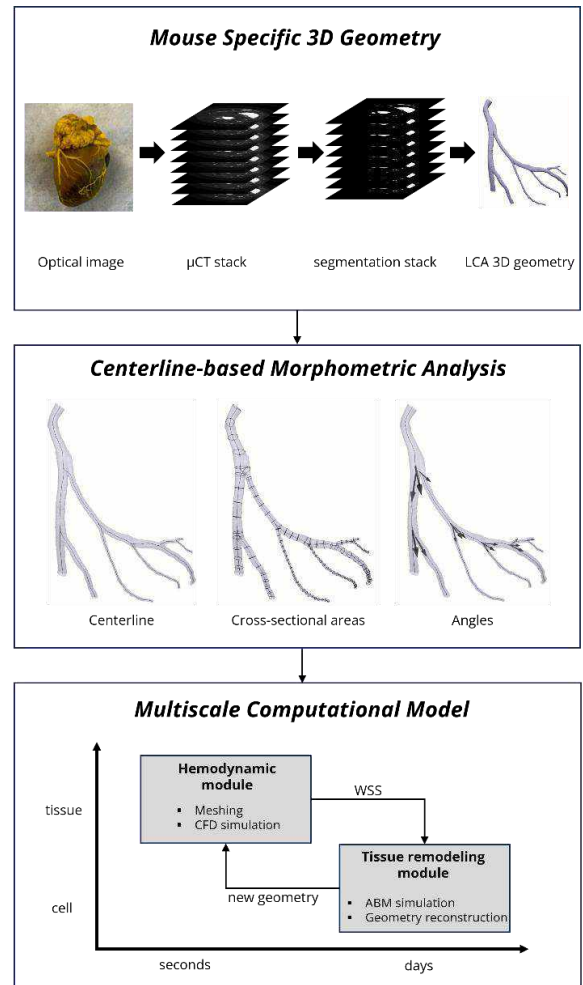 Mouse Specific 3D Geometry
Optical image
µCT stack
segmentation stack
LCA 3D geometry
Centerline-based Morphometric Analysis
Centerline
Cross-sectional areas
Angles
Multiscale Computational Model
Hemodynamic
module
▪ Meshing
▪ CFD simulation
WSS
tissue
Tissue remodeling
module
▪ ABM simulation
▪ Geometry reconstruction
new geometry
cell
seconds
days